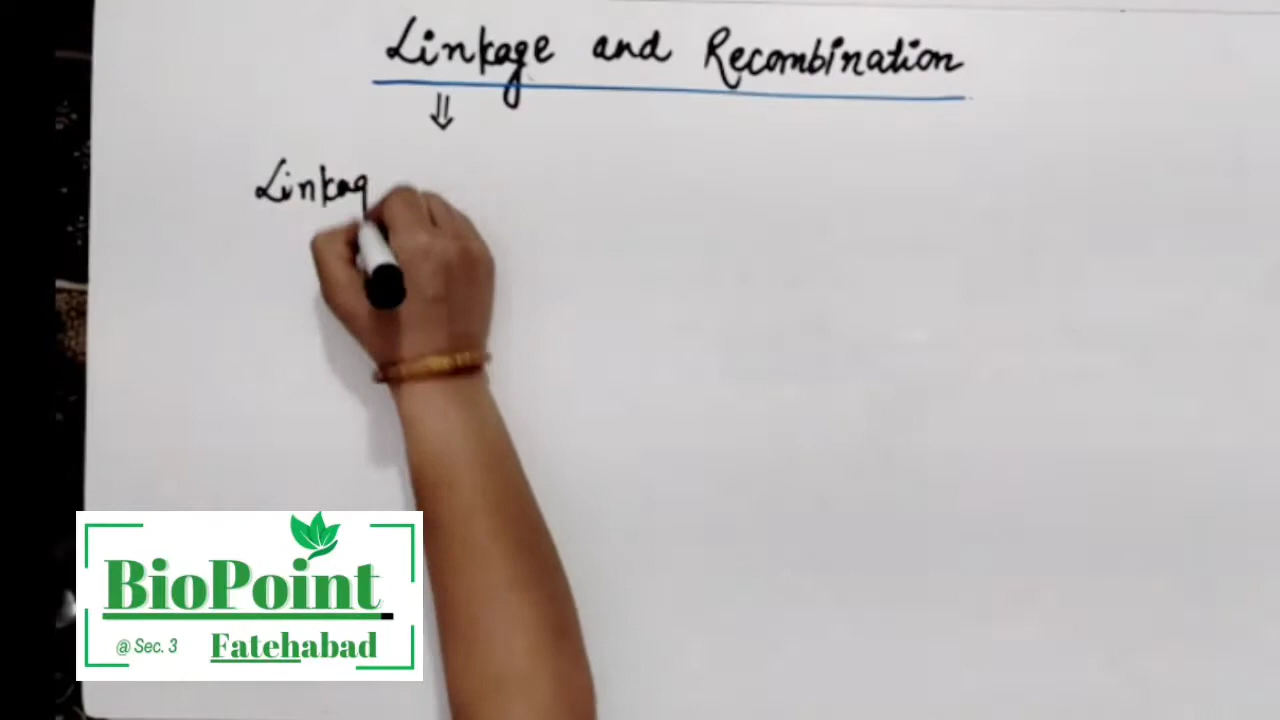 Linkage and Recombination
⇓
Linkag
BioPoint
@ Sec. 3 Fatehabad